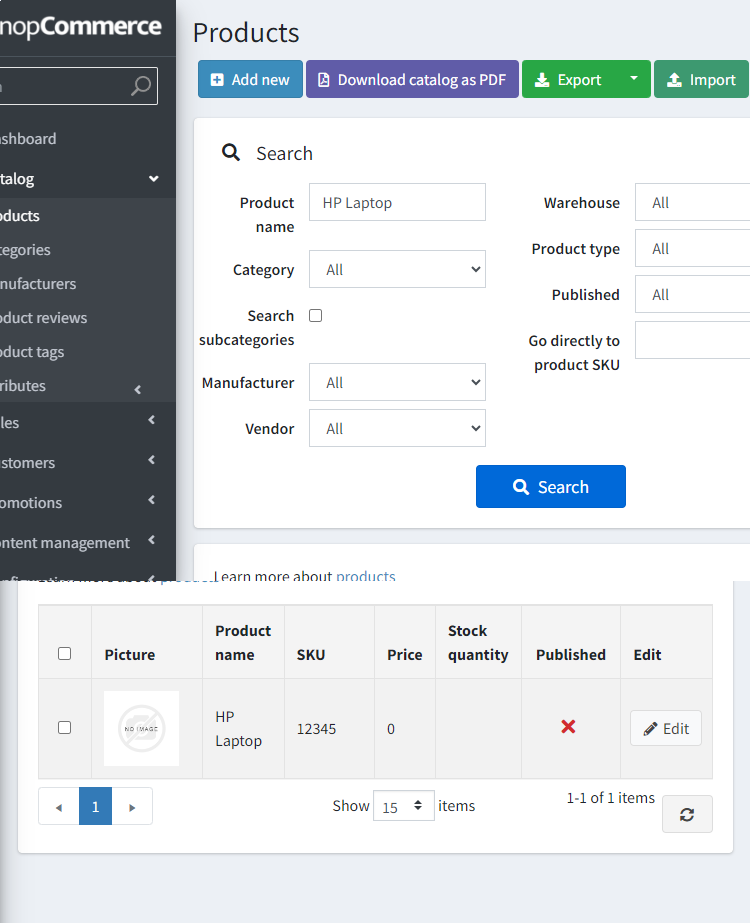 nopCommerce
Products
Add new
Download catalog as PDF
Export
Import
ashboard
talog
oducts
tegories
nufacturers
oduct reviews
oduct tags
ributes
les
stomers
omotions
ontent management
Search
Product name
HP Laptop
Category
All
Search subcategories
Manufacturer
All
Vendor
All
Warehouse
All
Product type
All
Published
All
Go directly to product SKU
Search
Learn more about products
Picture
Product name
SKU
Price
Stock quantity
Published
Edit
NO IMAGE
HP Laptop
12345
0
Edit
1
Show 15 items
1-1 of 1 items